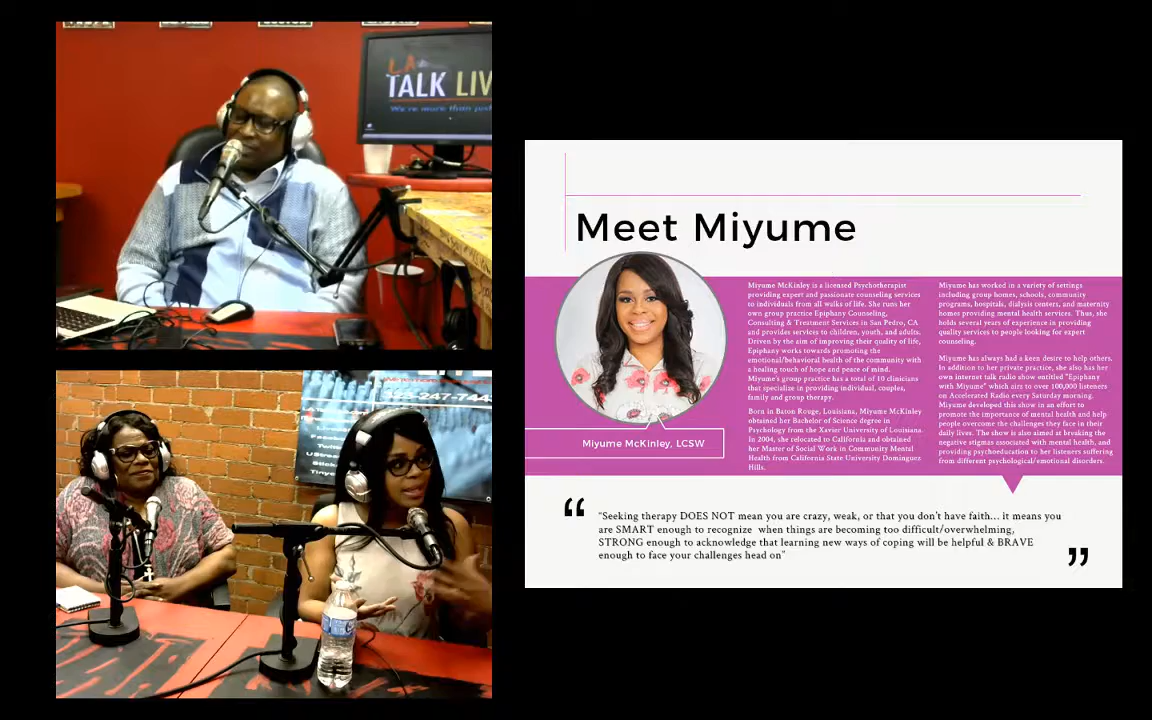 LA
TALK LIV
We're more than just
323-247-744
Meet Miyume
Miyume McKinley is a licensed Psychotherapist
providing expert and passionate counseling services
to individuals from all walks of life. She runs her
own group practice Epiphany Counseling,
Consulting & Treatment Services in San Pedro, CA
and provides services to children, youth, and adults.
Driven by the aim of improving their quality of life,
Epiphany works towards promoting the
emotional/behavioral health of the community with
a healing touch of hope and peace of mind.
Miyume's group practice has a total of 10 clinicians
that specialize in providing individual, couples,
family and group therapy.
Born in Baton Rouge, Louisiana, Miyume McKinley
obtained her Bachelor of Science degree in
Psychology from the Xavier University of Louisiana.
In 2004, she relocated to California and obtained
her Master of Social Work in Community Mental
Health from California State University Dominguez
Hills.
Miyume has worked in a variety of settings
including group homes, schools, community
programs, hospitals, dialysis centers, and maternity
homes providing mental health services. Thus, she
holds several years of experience in providing
quality services to people looking for expert
counseling.
Miyume has always had a keen desire to help others.
In addition to her private practice, she also has her
own internet talk radio show entitled "Epiphany
with Miyume" which airs to over 100,000 listeners
on Accelerated Radio every Saturday morning.
Miyume developed this show in an effort to
promote the importance of mental health and help
people overcome the challenges they face in their
daily lives. The show is also aimed at breaking the
negative stigmas associated with mental health, and
providing psychoeducation to her listeners suffering
from different psychological/emotional disorders.
Miyume McKinley, LCSW
“
"Seeking therapy DOES NOT mean you are crazy, weak, or that you don't have faith... it means you
are SMART enough to recognize when things are becoming too difficult/overwhelming,
STRONG enough to acknowledge that learning new ways of coping will be helpful & BRAVE
enough to face your challenges head on"
”